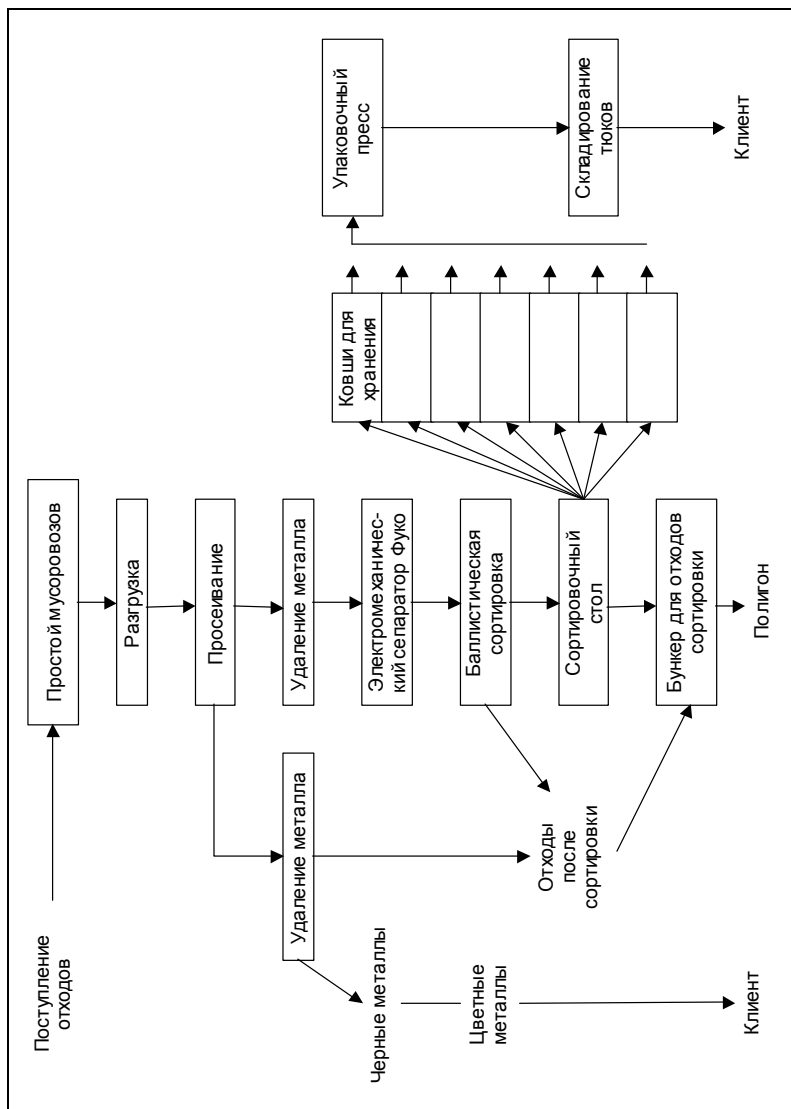 Поступление
отходов
Простой мусоровозов
Разгрузка
Просеивание
Удаление металла
Удаление металла
Черные металлы
Электромеханичес-
кий сепаратор Фуко
Цветные
металлы
Баллистическая
сортировка
Отходы
после
сортировки
Сортировочный
стол
Бункер для отходов
сортировки
Клиент
Полигон
Ковши для
хранения
Упаковочный
пресс
Складирование
тюков
Клиент